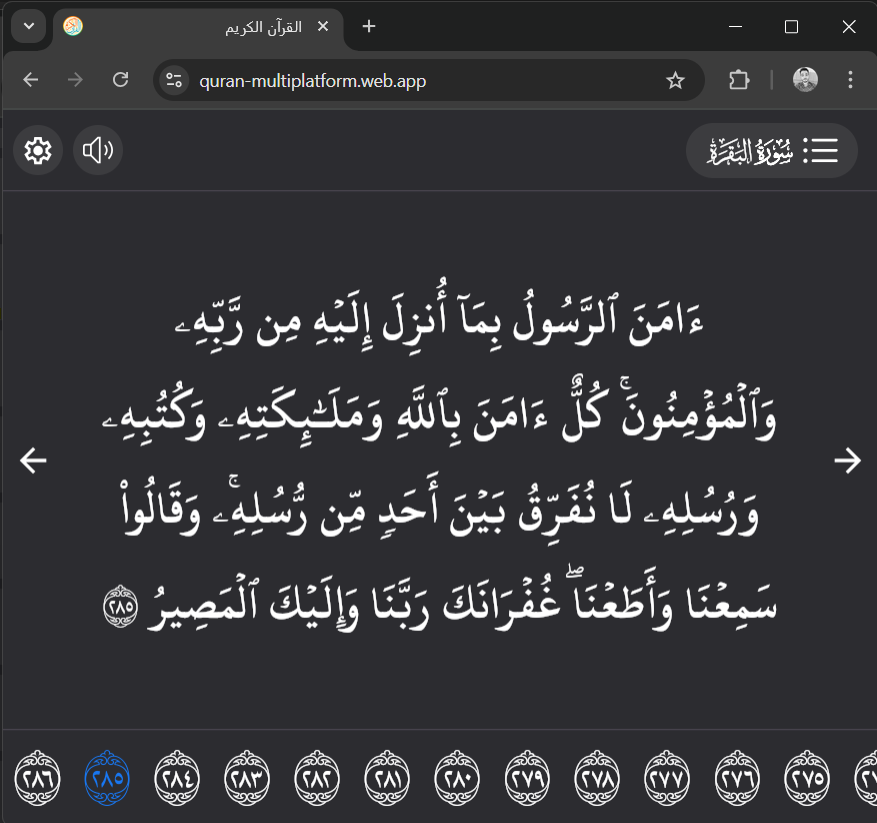 القرآن الكريم
quran-multiplatform.web.app
سُورَةُ البَقَرَة
ءَامَنَ ٱلرَّسُولُ بِمَآ أُنزِلَ إِلَيْهِ مِن رَّبِّهِۦ
وَٱلْمُؤْمِنُونَ ۚ كُلٌّ ءَامَنَ بِٱللَّهِ وَمَلَـٰٓئِكَتِهِۦ وَكُتُبِهِۦ
وَرُسُلِهِۦ لَا نُفَرِّقُ بَيْنَ أَحَدٍ مِّن رُّسُلِهِۦ ۚ وَقَالُوا۟
سَمِعْنَا وَأَطَعْنَا ۖ غُفْرَانَكَ رَبَّنَا وَإِلَيْكَ ٱلْمَصِيرُ ٢٨٥
٢٨٦ ٢٨٥ ٢٨٤ ٢٨٣ ٢٨٢ ٢٨١ ٢٨٠ ٢٧٩ ٢٧٨ ٢٧٧ ٢٧٦ ٢٧٥